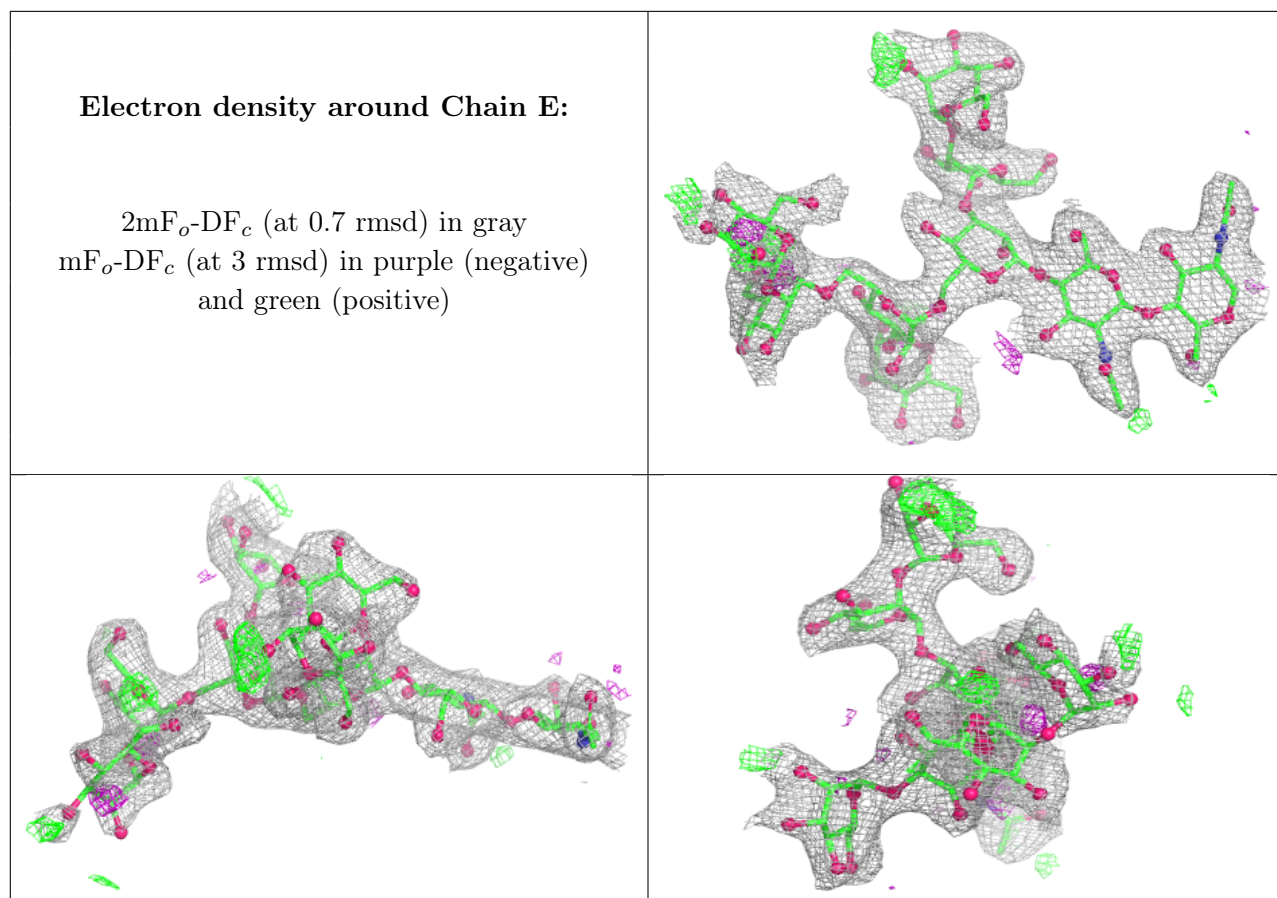 Electron density around Chain E:
2mFo-DFc (at 0.7 rmsd) in gray
mFo-DFc (at 3 rmsd) in purple (negative)
and green (positive)